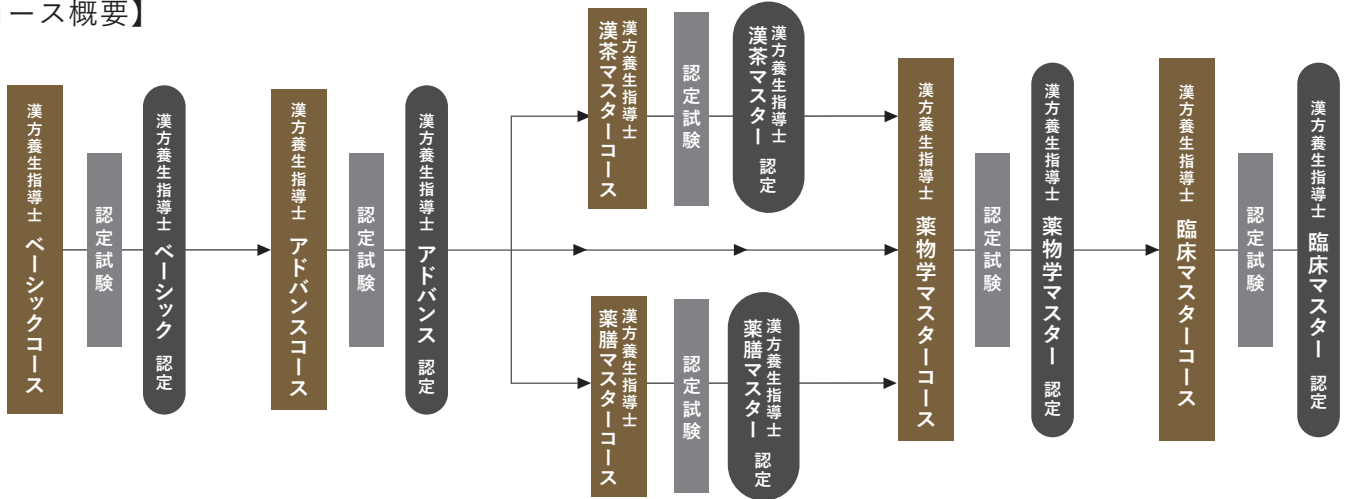 ース概要】
漢方養生指導士 ベーシックコース
認定試験
漢方養生指導士 ベーシック 認定
漢方養生指導士 アドバンスコース
認定試験
漢方養生指導士 アドバンス 認定
漢方養生指導士
漢茶マスターコース
認定試験
漢方養生指導士
漢茶マスター 認定
漢方養生指導士
薬膳マスターコース
認定試験
漢方養生指導士
薬膳マスター 認定
漢方養生指導士 薬物学マスターコース
認定試験
漢方養生指導士 薬物学マスター 認定
漢方養生指導士 臨床マスターコース
認定試験
漢方養生指導士 臨床マスター 認定